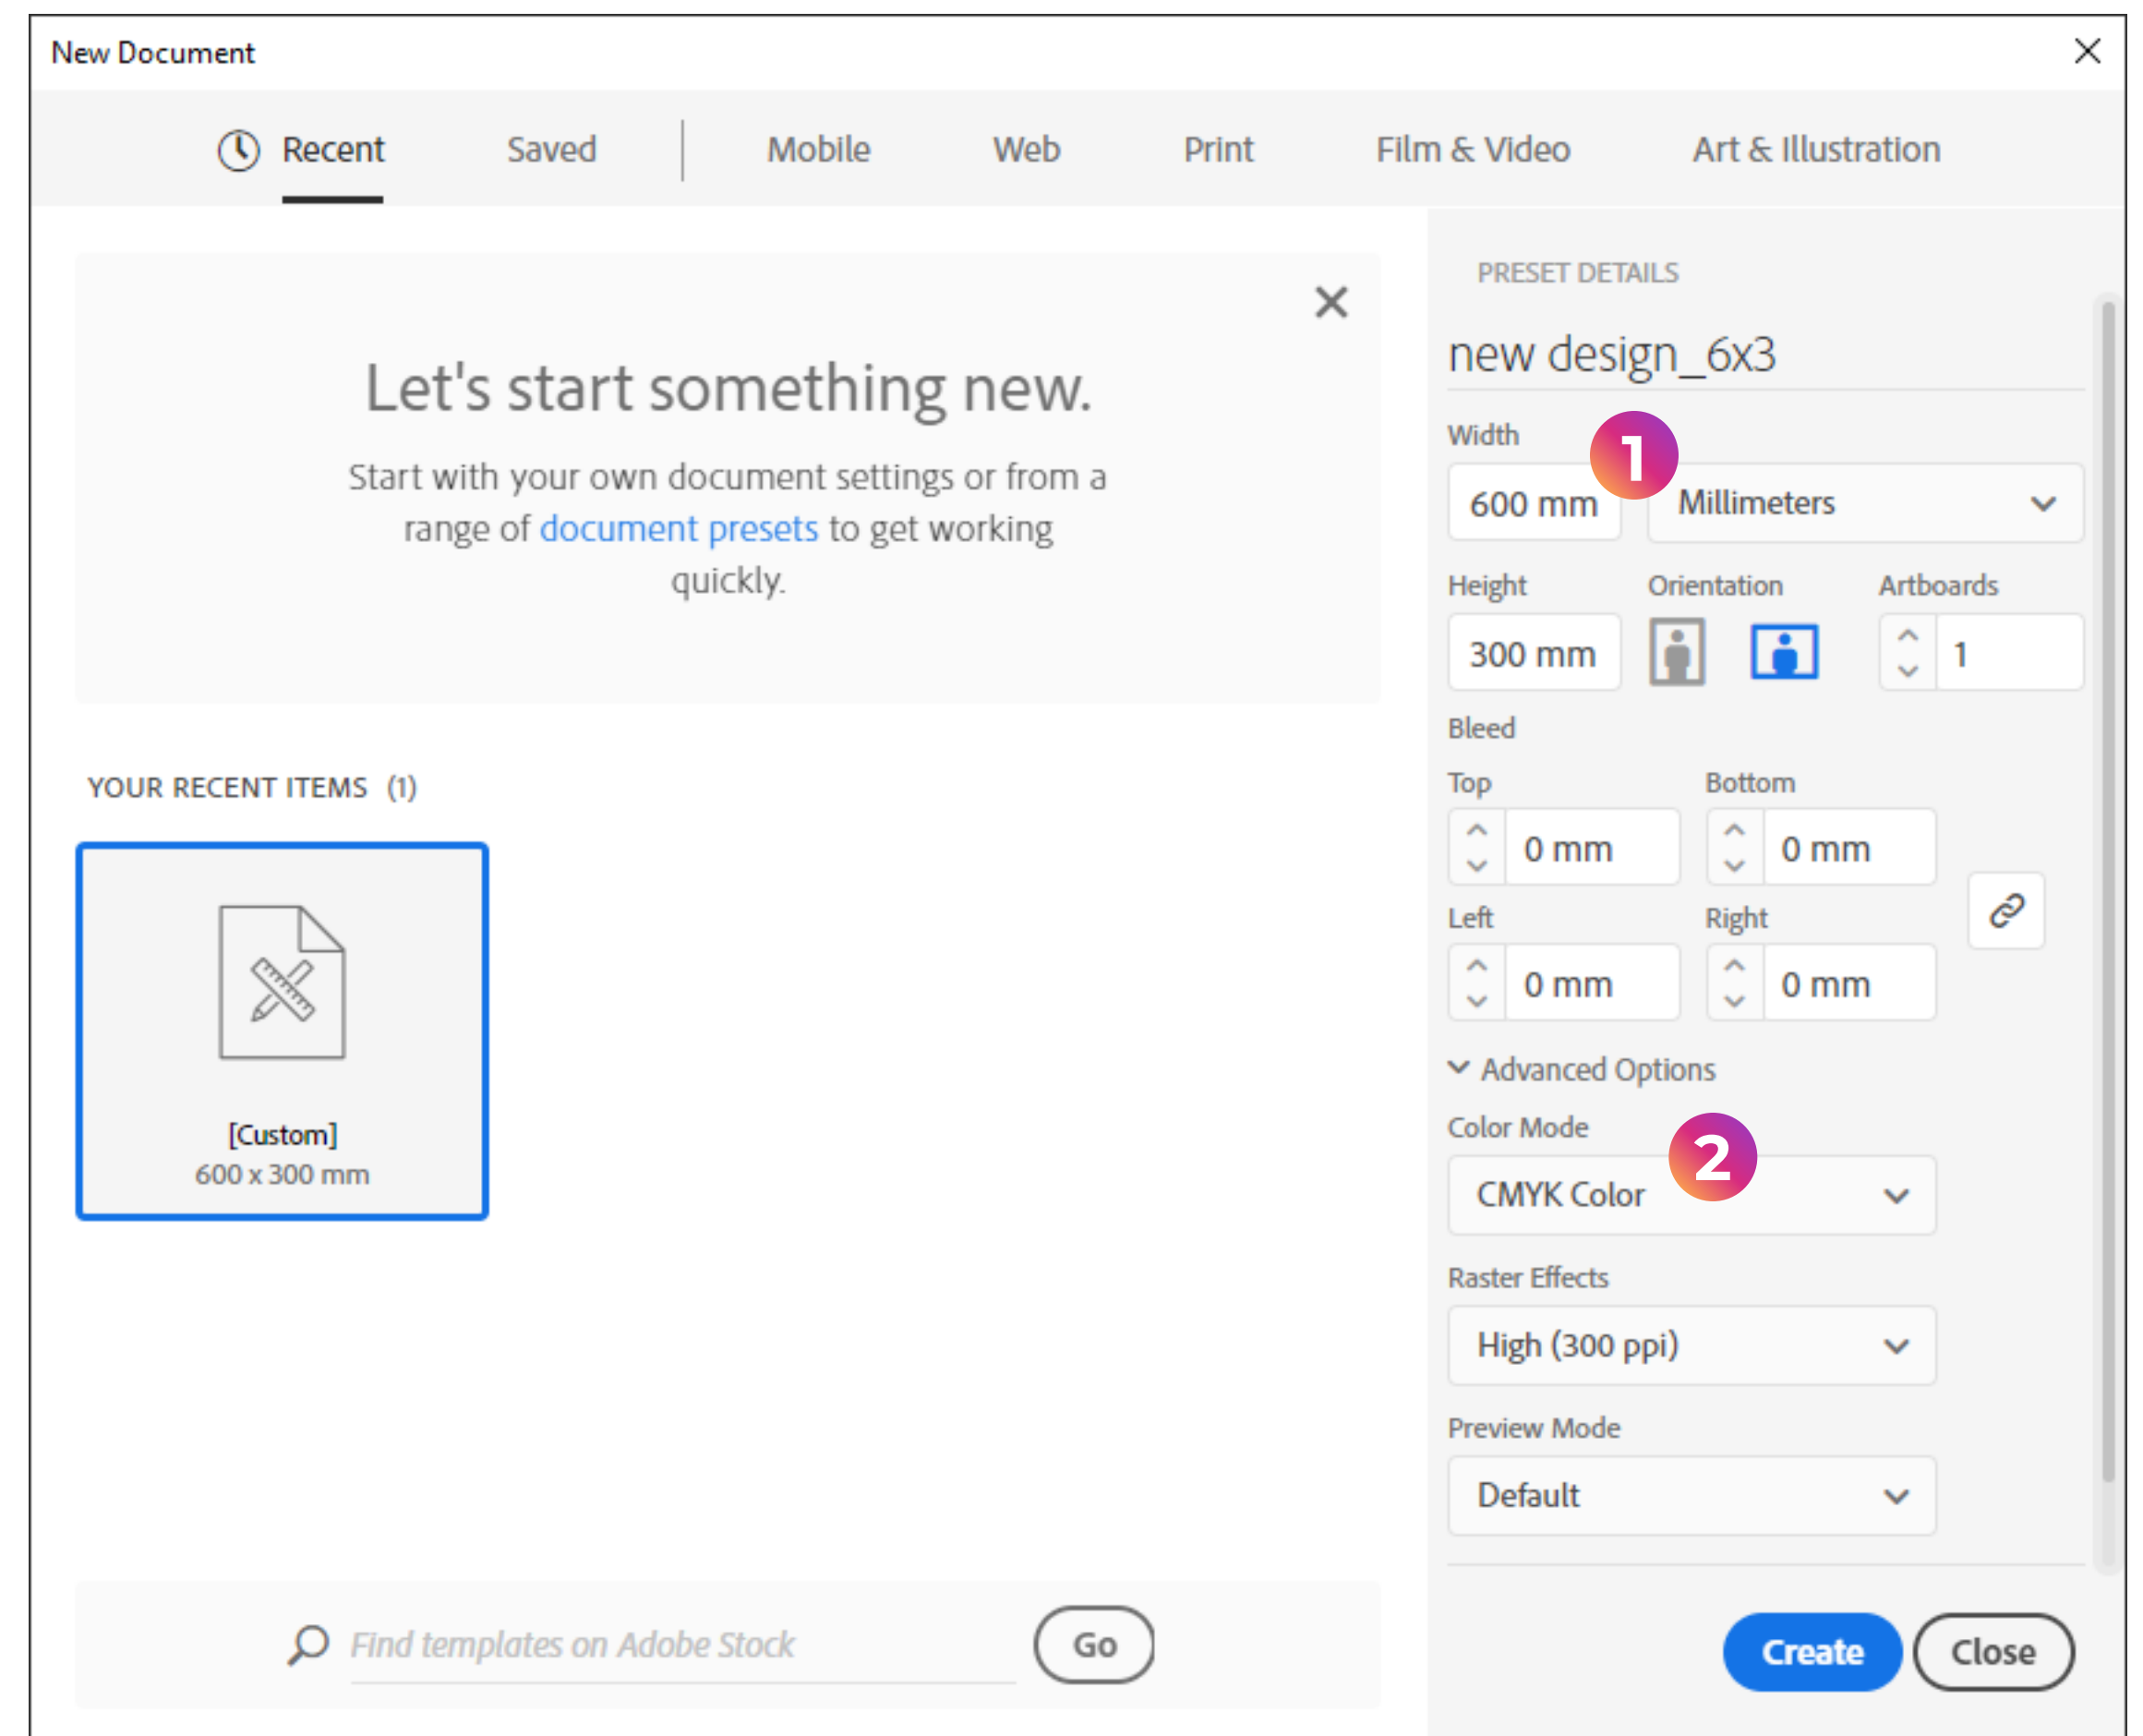 New Document
Recent Saved Mobile Web Print Film & Video Art & Illustration
Let's start something new.
Start with your own document settings or from a
range of document presets to get working
quickly.
YOUR RECENT ITEMS (1)
[Custom]
600 x 300 mm
Find templates on Adobe Stock Go
PRESET DETAILS
new design_6x3
Width
1
600 mm Millimeters
Height Orientation Artboards
300 mm 1
Bleed
Top Bottom
0 mm 0 mm
Left Right
0 mm 0 mm
Advanced Options
Color Mode
2
CMYK Color
Raster Effects
High (300 ppi)
Preview Mode
Default
Create Close